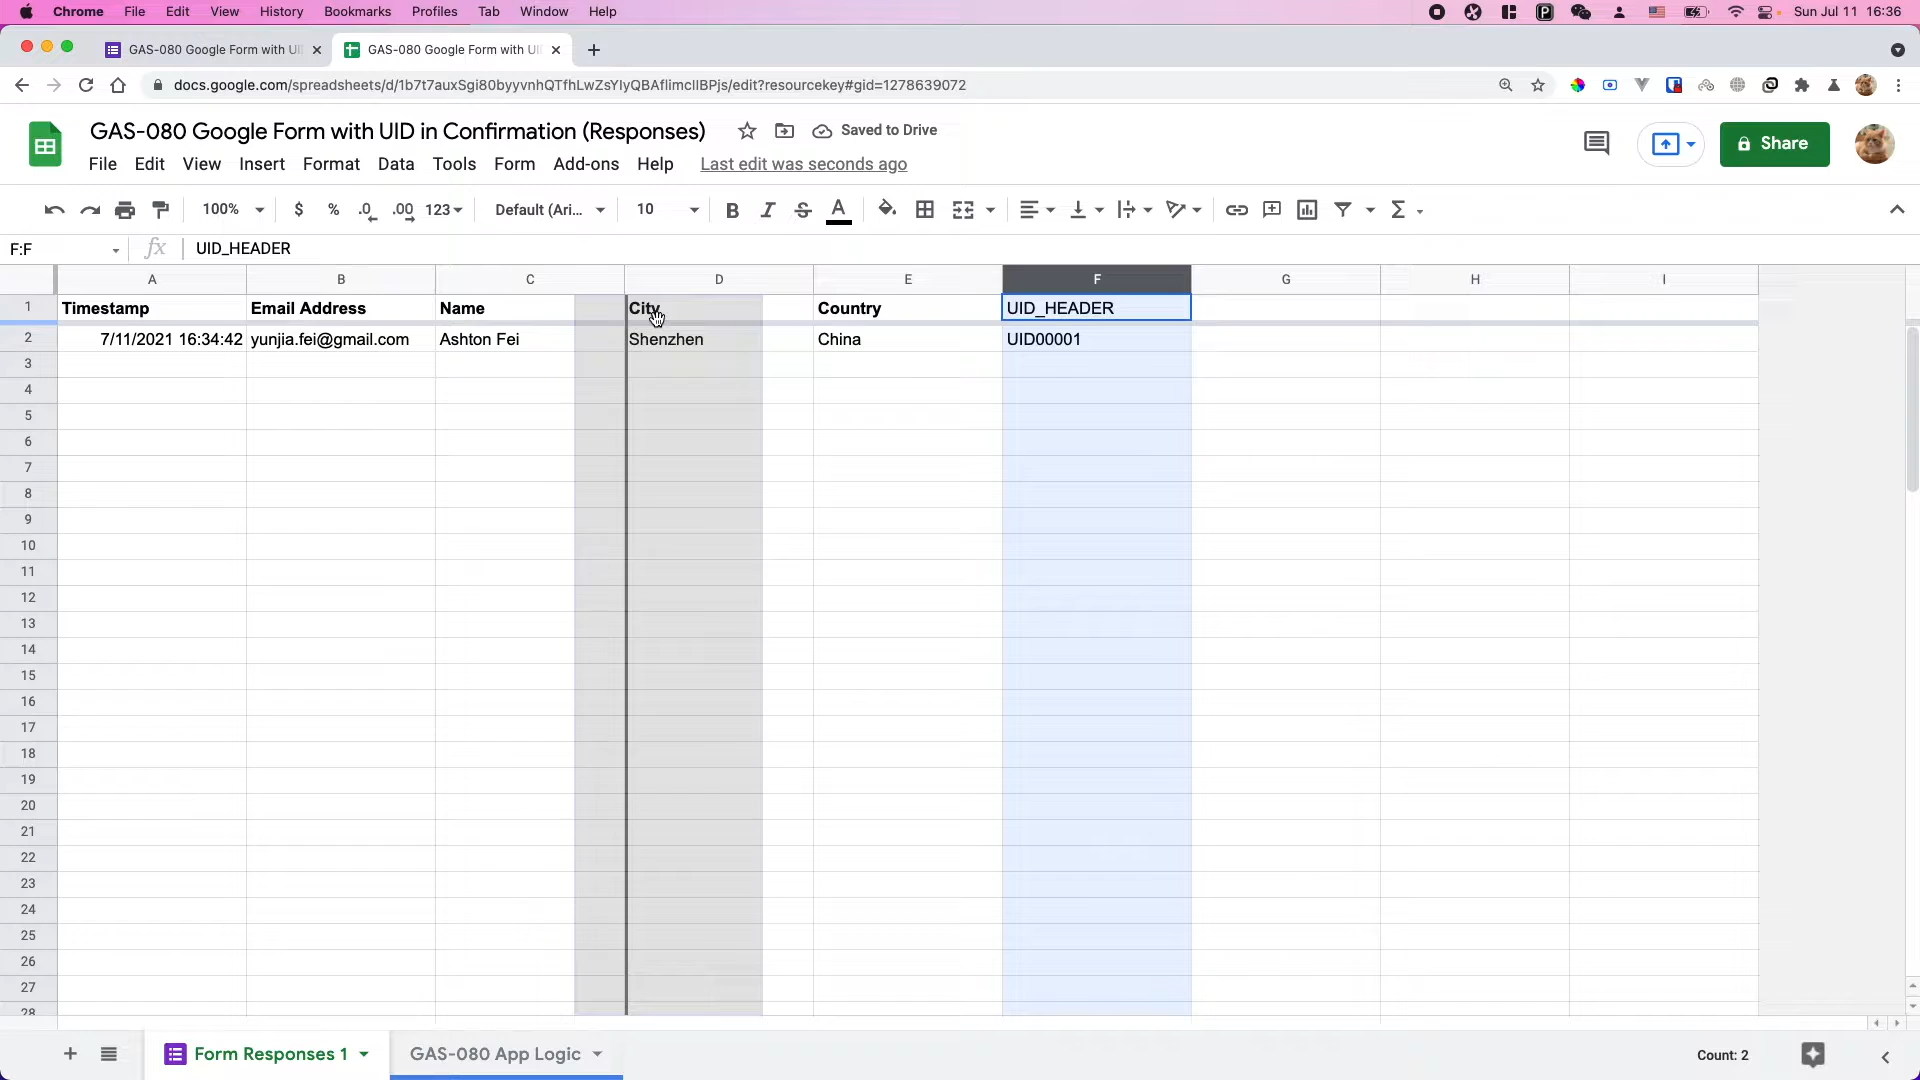 Chrome File Edit View History Bookmarks Profiles Tab Window Help Sun Jul 11 16:36
GAS-080 Google Form with UI GAS-080 Google Form with UI
docs.google.com/spreadsheets/d/1b7t7auxSgi80byyvnhQTfhLwZsYIyQBAflimcIIBPjs/edit?resourcekey#gid=1278639072
GAS-080 Google Form with UID in Confirmation (Responses) Saved to Drive
File Edit View Insert Format Data Tools Form Add-ons Help Last edit was seconds ago
Share
100% $ % .0 .00 123 Default (Ari... 10 B I S A Σ
F:F fx UID_HEADER
A B C D E F G H I
1 Timestamp Email Address Name City Country UID_HEADER
2 7/11/2021 16:34:42 yunjia.fei@gmail.com Ashton Fei Shenzhen China UID00001
3
4
5
6
7
8
9
10
11
12
13
14
15
16
17
18
19
20
21
22
23
24
25
26
27
28
Form Responses 1 GAS-080 App Logic Count: 2